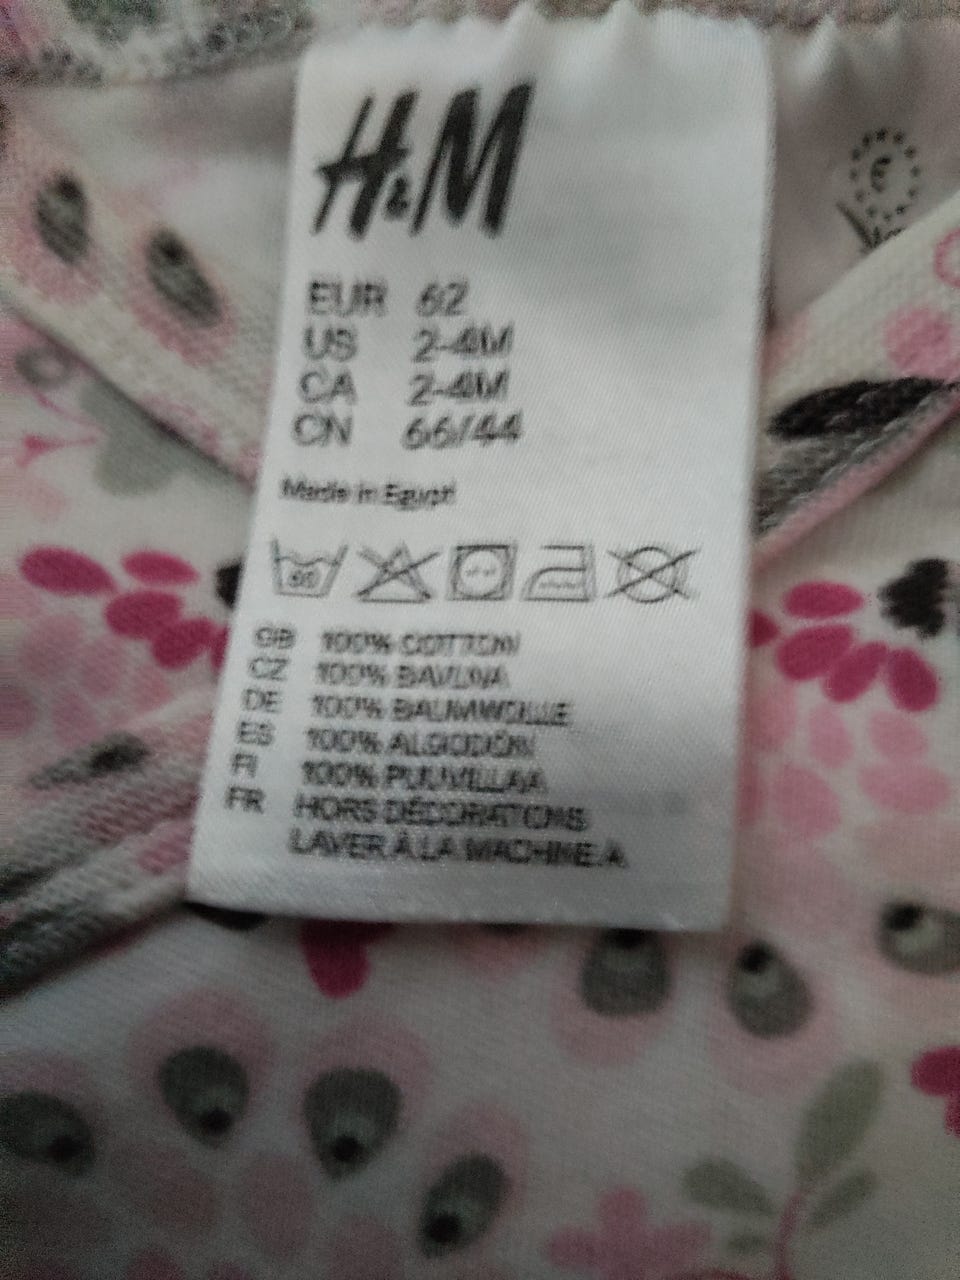 H&M
EUR 62
US 2-4M
CA 2-4M
CN 66/44
Made in Egypt
60
GB 100% COTTON
CZ 100% BAVLNA
DE 100% BAUMWOLLE
ES 100% ALGODÓN
FI 100% PUUVILLAA
FR HORS DÉCORATIONS
LAVER À LA MACHINE À